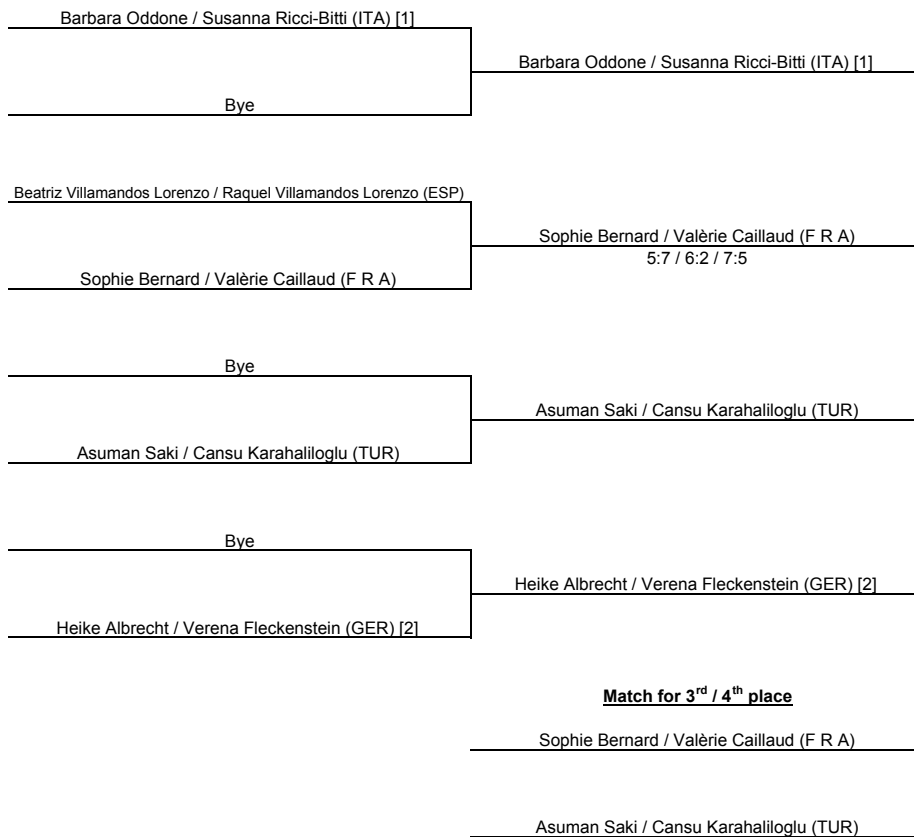 Barbara Oddone / Susanna Ricci-Bitti (ITA) [1]
Barbara Oddone / Susanna Ricci-Bitti (ITA) [1]
Bye
Beatriz Villamandos Lorenzo / Raquel Villamandos Lorenzo (ESP)
Sophie Bernard / Valèrie Caillaud (F R A)
5:7 / 6:2 / 7:5
Sophie Bernard / Valèrie Caillaud (F R A)
Bye
Asuman Saki / Cansu Karahaliloglu (TUR)
Asuman Saki / Cansu Karahaliloglu (TUR)
Bye
Heike Albrecht / Verena Fleckenstein (GER) [2]
Heike Albrecht / Verena Fleckenstein (GER) [2]
Match for 3rd / 4th place
Sophie Bernard / Valèrie Caillaud (F R A)
Asuman Saki / Cansu Karahaliloglu (TUR)